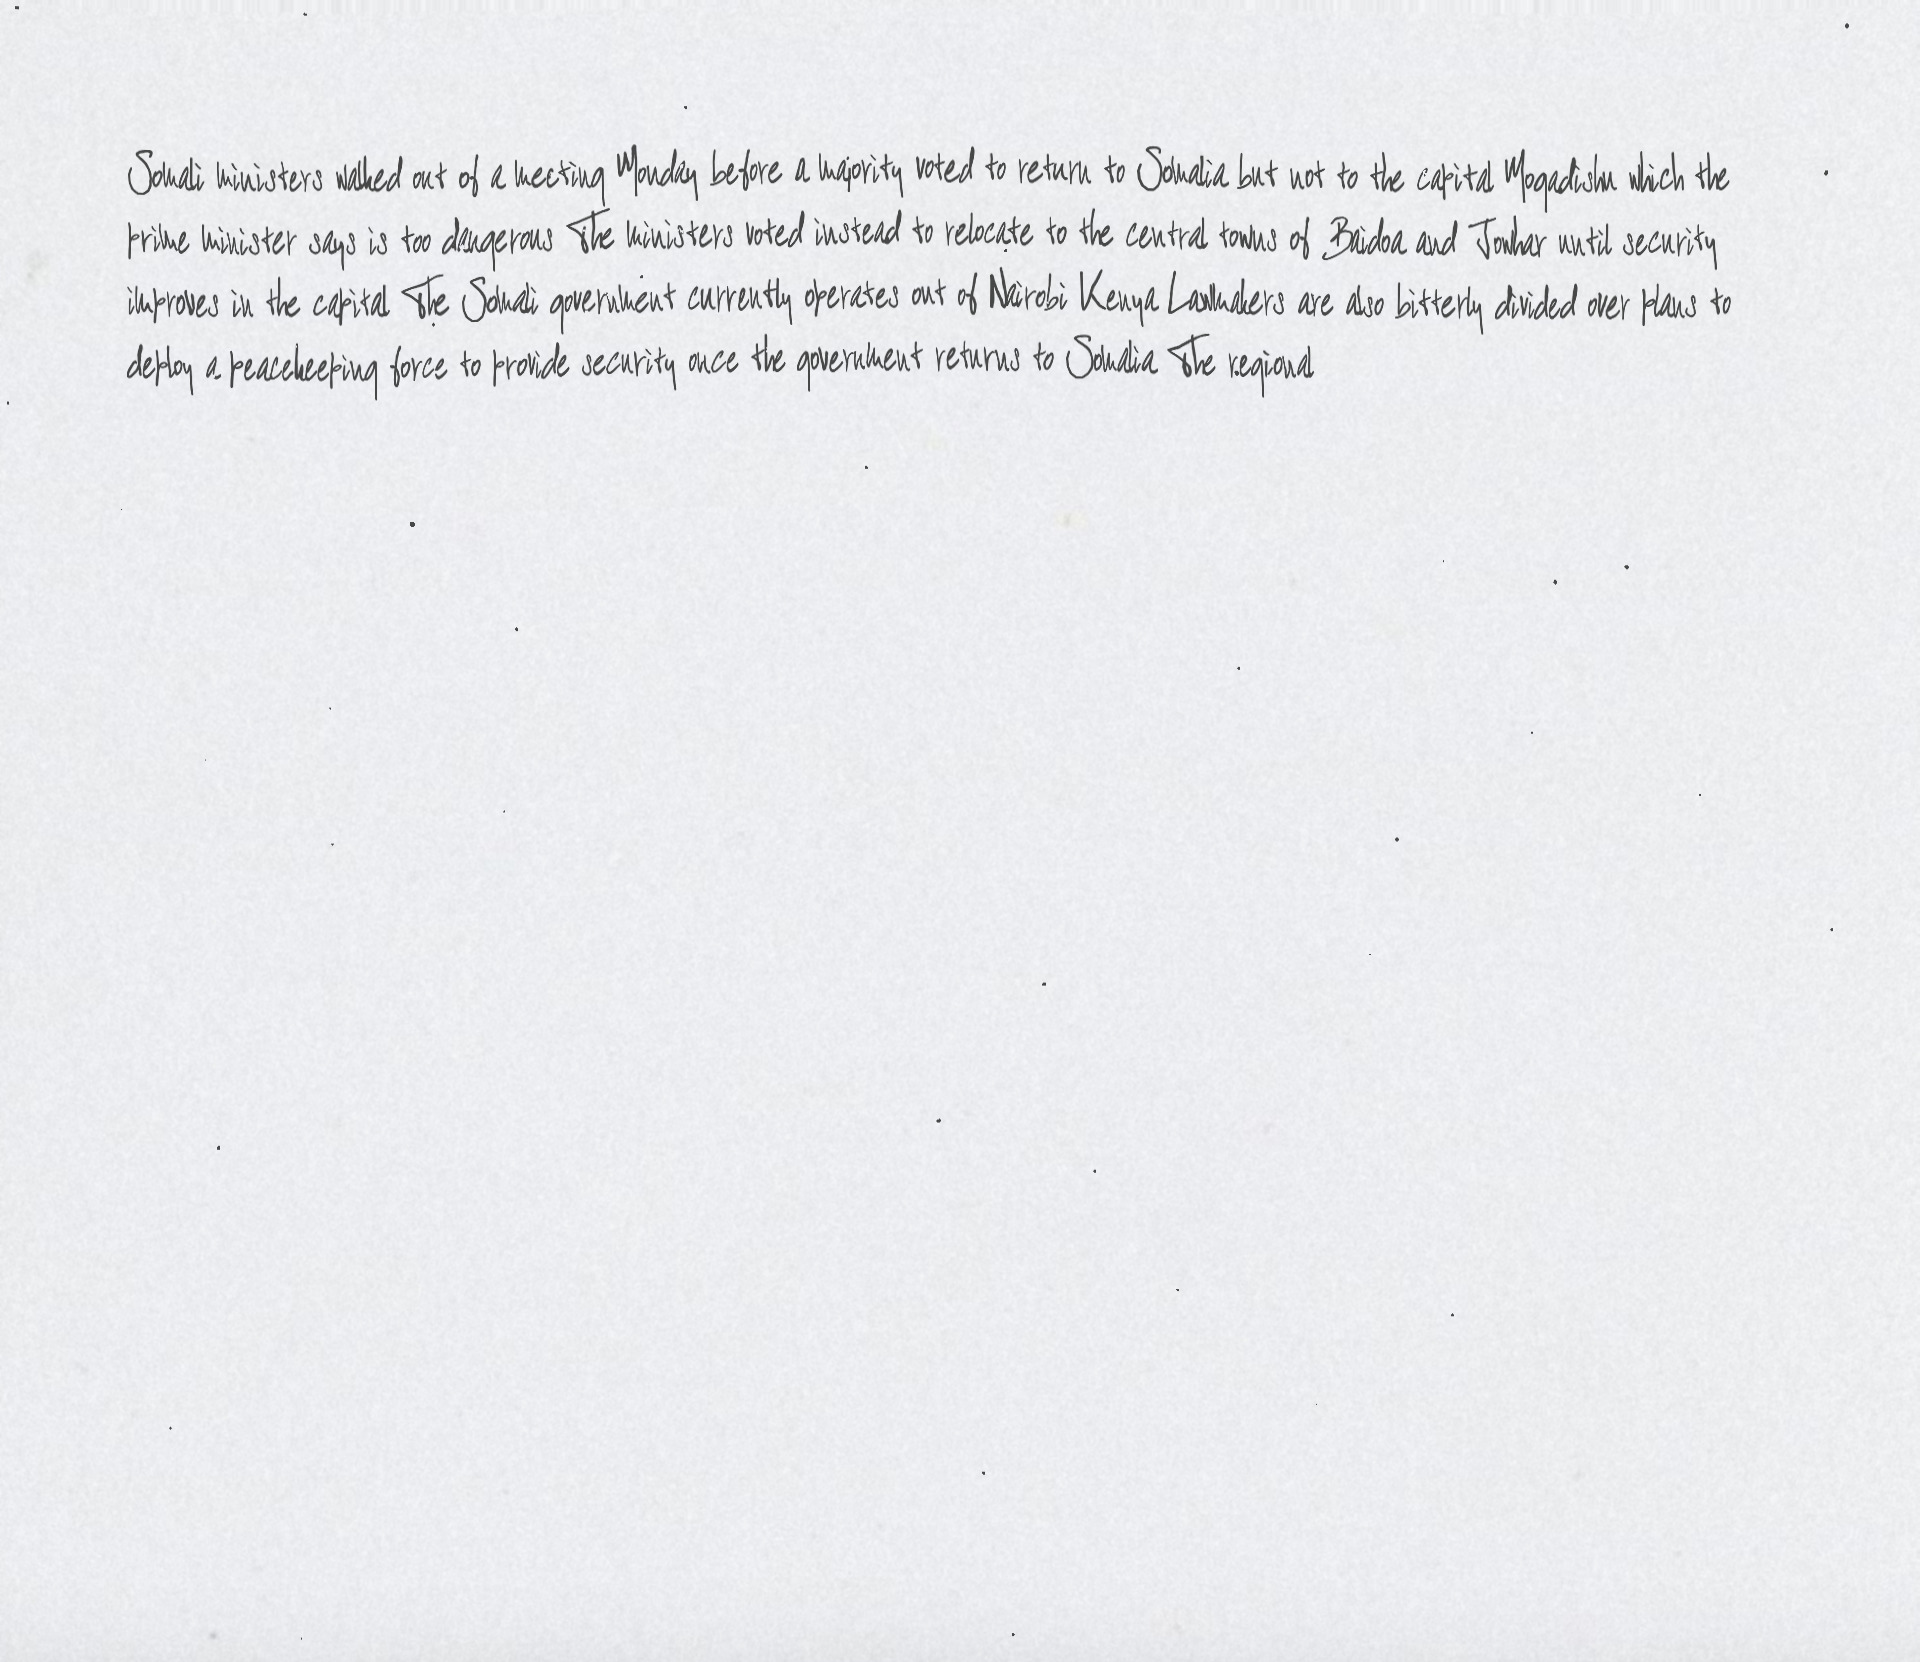 Somali ministers walked out of a meeting Monday before a majority voted to return to Somalia but not to the capital Mogadishu which the
prime minister says is too dangerous The ministers voted instead to relocate to the central towns of Baidoa and Jowhar until security
improves in the capital The Somali government currently operates out of Nairobi Kenya Lawmakers are also bitterly divided over plans to
deploy a peacekeeping force to provide security once the government returns to Somalia The regional